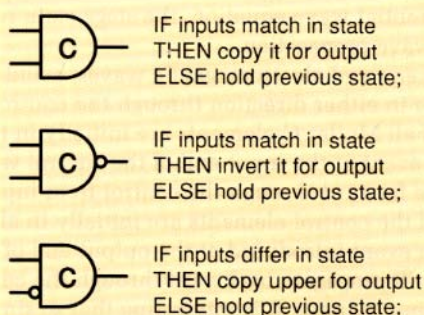 C
IF inputs match in state
THEN copy it for output
ELSE hold previous state;
C
IF inputs match in state
THEN invert it for output
ELSE hold previous state;
C
IF inputs differ in state
THEN copy upper for output
ELSE hold previous state;